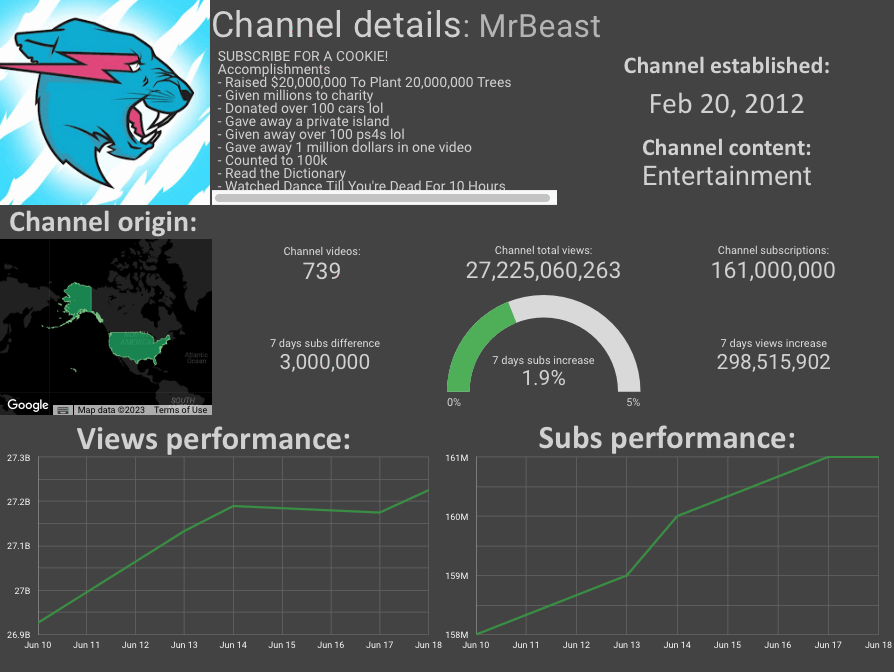 Channel details: MrBeast
SUBSCRIBE FOR A COOKIE!
Accomplishments
- Raised $20,000,000 To Plant 20,000,000 Trees
- Given millions to charity
- Donated over 100 cars lol
- Gave away a private island
- Given away over 100 ps4s lol
- Gave away 1 million dollars in one video
- Counted to 100k
- Read the Dictionary
- Watched Dance Till You're Dead For 10 Hours
Channel established:
Feb 20, 2012
Channel content:
Entertainment
Channel origin:
NORTH
AMERICA
Atlantic
Ocean
SOUTH
Google
Map data ©2023
Terms of Use
Channel videos:
739
Channel total views:
27,225,060,263
Channel subscriptions:
161,000,000
7 days subs difference
3,000,000
7 days subs increase
1.9%
0%
5%
7 days views increase
298,515,902
Views performance:
27.3B
27.2B
27.1B
27B
26.9B
Jun 10 Jun 11 Jun 12 Jun 13 Jun 14 Jun 15 Jun 16 Jun 17 Jun 18
Subs performance:
161M
160M
159M
158M
Jun 10 Jun 11 Jun 12 Jun 13 Jun 14 Jun 15 Jun 16 Jun 17 Jun 18